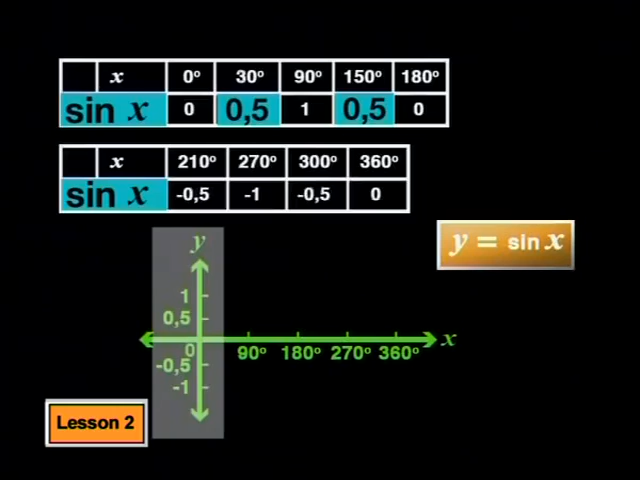 x 0° 30° 90° 150° 180°
sin x 0 0,5 1 0,5 0
x 210° 270° 300° 360°
sin x -0,5 -1 -0,5 0
y = sin x
y
1
0,5
0
x
90° 180° 270° 360°
-0,5
-1
Lesson 2